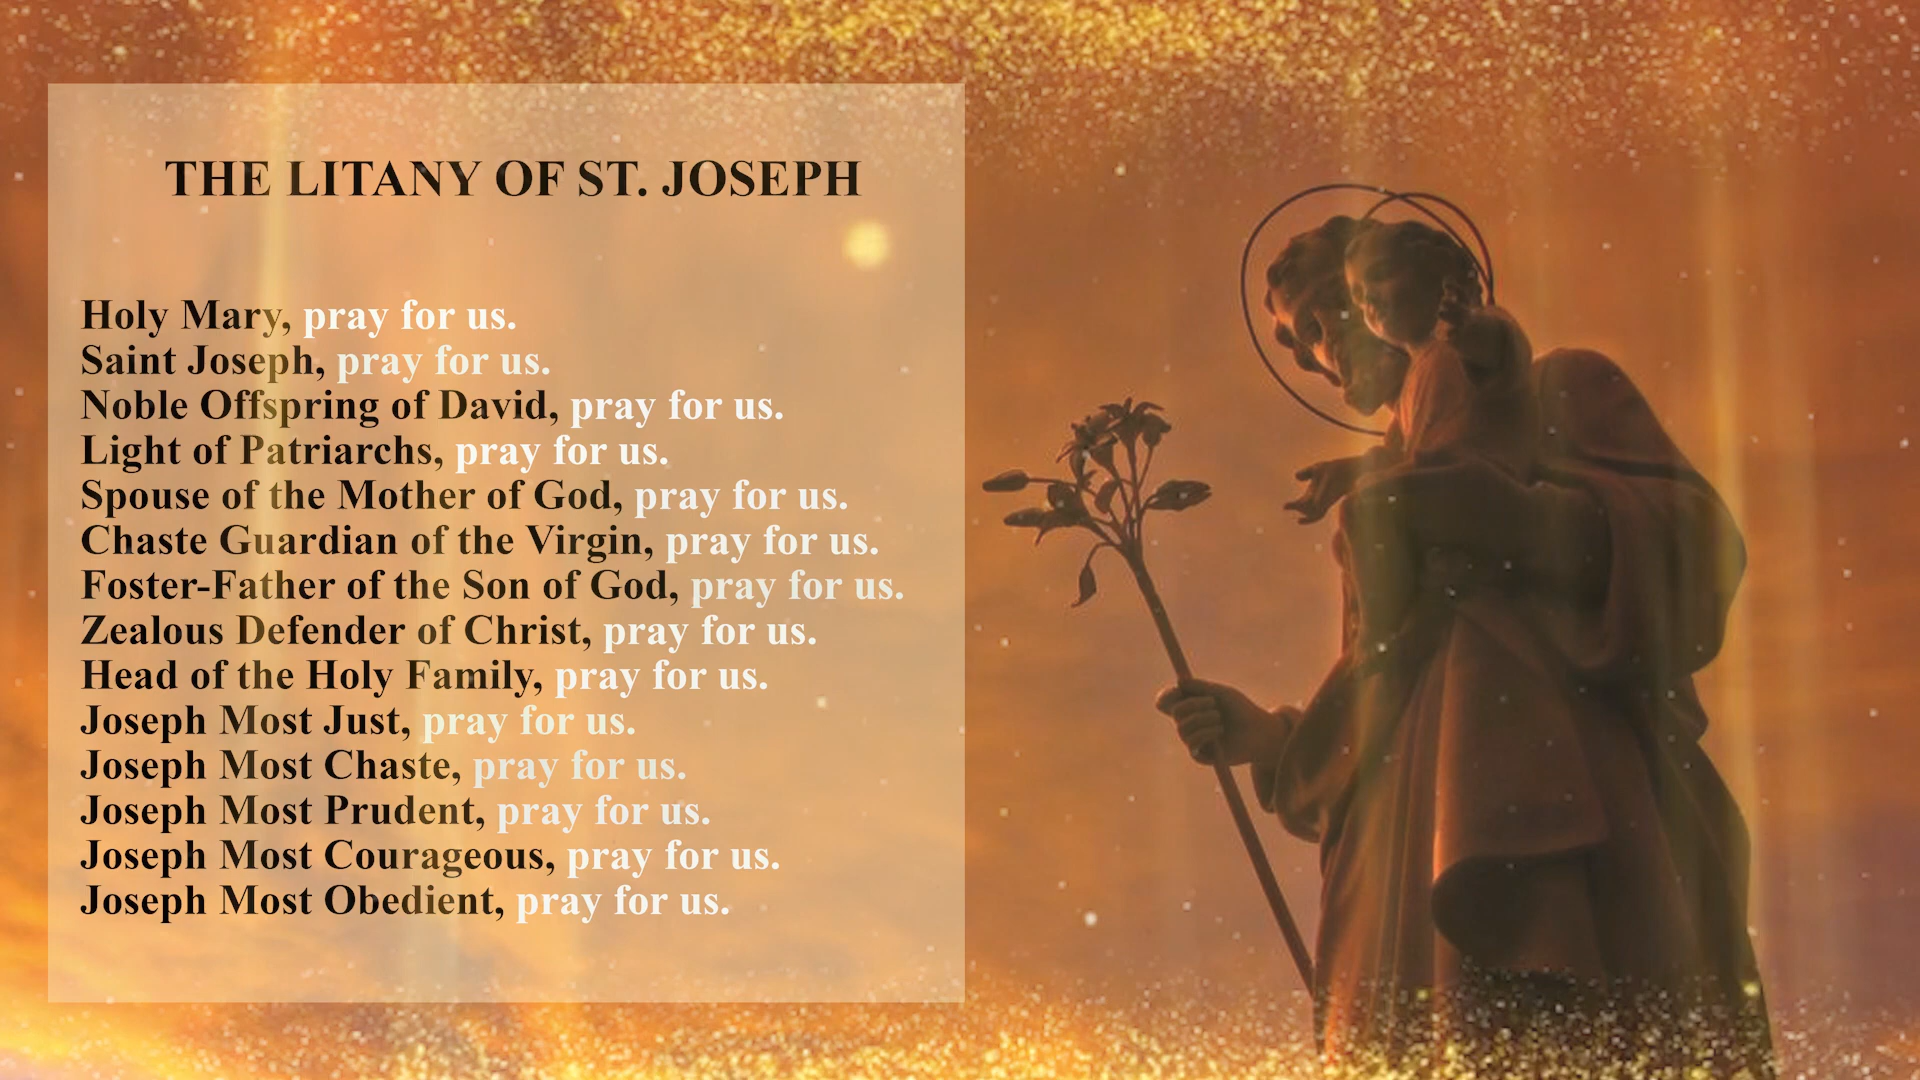 THE LITANY OF ST. JOSEPH
Holy Mary, pray for us.
Saint Joseph, pray for us.
Noble Offspring of David, pray for us.
Light of Patriarchs, pray for us.
Spouse of the Mother of God, pray for us.
Chaste Guardian of the Virgin, pray for us.
Foster-Father of the Son of God, pray for us.
Zealous Defender of Christ, pray for us.
Head of the Holy Family, pray for us.
Joseph Most Just, pray for us.
Joseph Most Chaste, pray for us.
Joseph Most Prudent, pray for us.
Joseph Most Courageous, pray for us.
Joseph Most Obedient, pray for us.